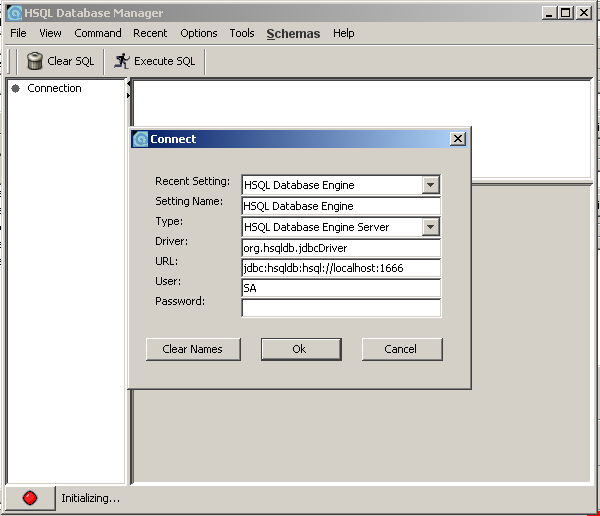 HSQL Database Manager
File View Command Recent Options Tools Schemas Help
Clear SQL Execute SQL
Connection
Connect
Recent Setting: HSQL Database Engine
Setting Name: HSQL Database Engine
Type: HSQL Database Engine Server
Driver: org.hsqldb.jdbcDriver
URL: jdbc:hsqldb:hsql://localhost:1666
User: SA
Password:
Clear Names Ok Cancel
Initializing...